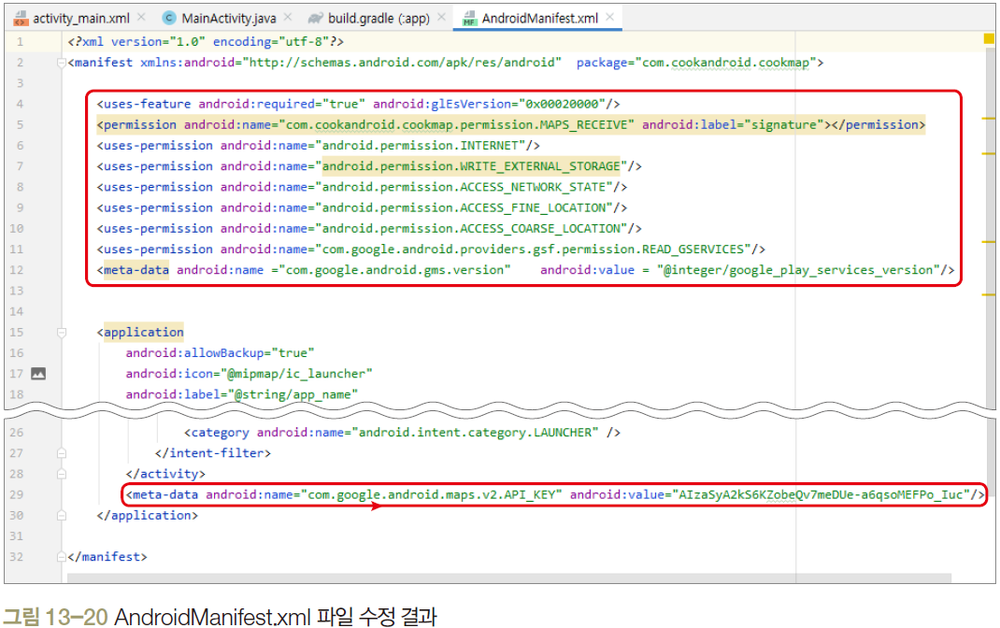 activity_main.xml × MainActivity.java × build.gradle (:app) × AndroidManifest.xml ×
1 <?xml version="1.0" encoding="utf-8"?>
2 <manifest xmlns:android="http://schemas.android.com/apk/res/android" package="com.cookandroid.cookmap">
3
4 <uses-feature android:required="true" android:glEsVersion="0x00020000"/>
5 <permission android:name="com.cookandroid.cookmap.permission.MAPS_RECEIVE" android:label="signature"></permission>
6 <uses-permission android:name="android.permission.INTERNET"/>
7 <uses-permission android:name="android.permission.WRITE_EXTERNAL_STORAGE"/>
8 <uses-permission android:name="android.permission.ACCESS_NETWORK_STATE"/>
9 <uses-permission android:name="android.permission.ACCESS_FINE_LOCATION"/>
10 <uses-permission android:name="android.permission.ACCESS_COARSE_LOCATION"/>
11 <uses-permission android:name="com.google.android.providers.gsf.permission.READ_GSERVICES"/>
12 <meta-data android:name ="com.google.android.gms.version" android:value = "@integer/google_play_services_version"/>
13
14
15 <application
16 android:allowBackup="true"
17 android:icon="@mipmap/ic_launcher"
18 android:label="@string/app_name"
26 <category android:name="android.intent.category.LAUNCHER" />
27 </intent-filter>
28 </activity>
29 <meta-data android:name="com.google.android.maps.v2.API_KEY" android:value="AIzaSyA2kS6KZobeQv7meDUe-a6qsoMEFPo_Iuc"/>
30 </application>
31
32 </manifest>
그림 13-20 AndroidManifest.xml 파일 수정 결과